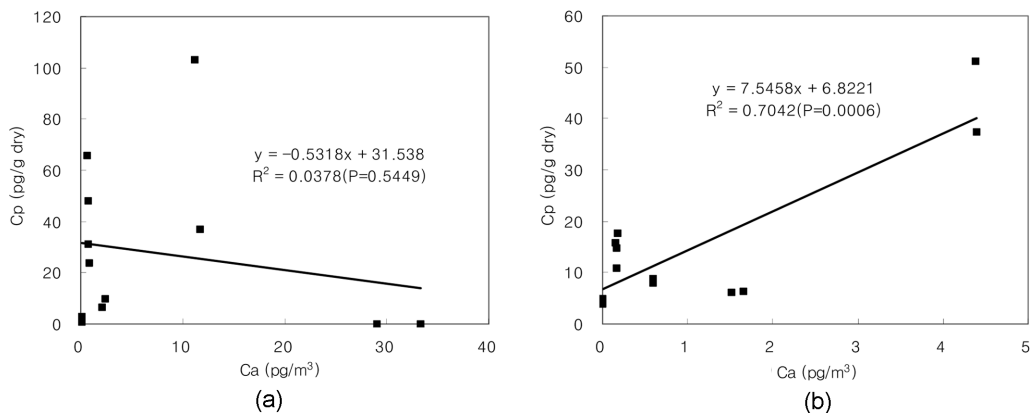 120
100
80
60
40
20
0
Cp (pg/g dry)
y = −0.5318x + 31.538
R² = 0.0378(P=0.5449)
0 10 20 30 40
Ca (pg/m³)
(a)
60
50
40
30
20
10
0
Cp (pg/g dry)
y = 7.5458x + 6.8221
R² = 0.7042(P=0.0006)
0 1 2 3 4 5
Ca (pg/m³)
(b)